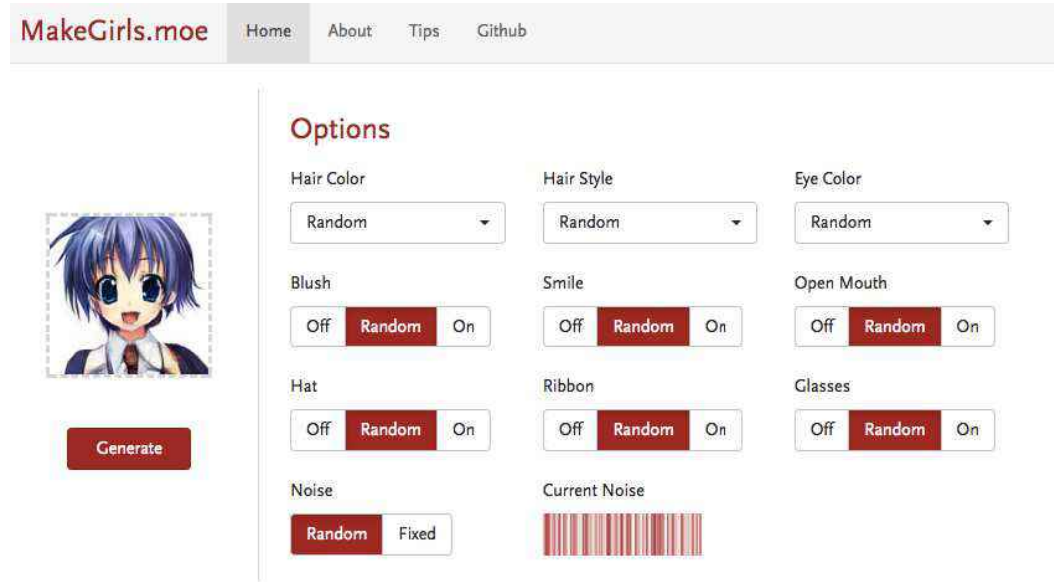 MakeGirls.moe Home About Tips Github
Options
Hair Color Hair Style Eye Color
Random Random Random
Blush Smile Open Mouth
Off Random On Off Random On Off Random On
Hat Ribbon Glasses
Off Random On Off Random On Off Random On
Generate
Noise Current Noise
Random Fixed